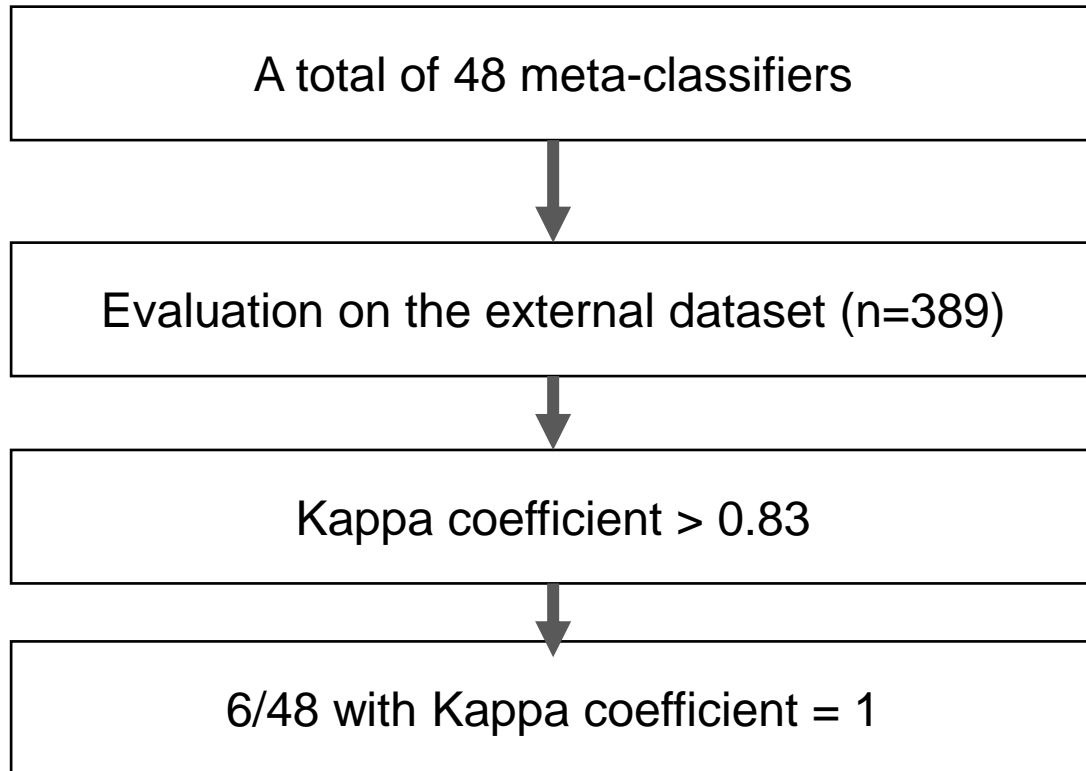 A total of 48 meta-classifiers
Evaluation on the external dataset (n=389)
Kappa coefficient > 0.83
6/48 with Kappa coefficient = 1